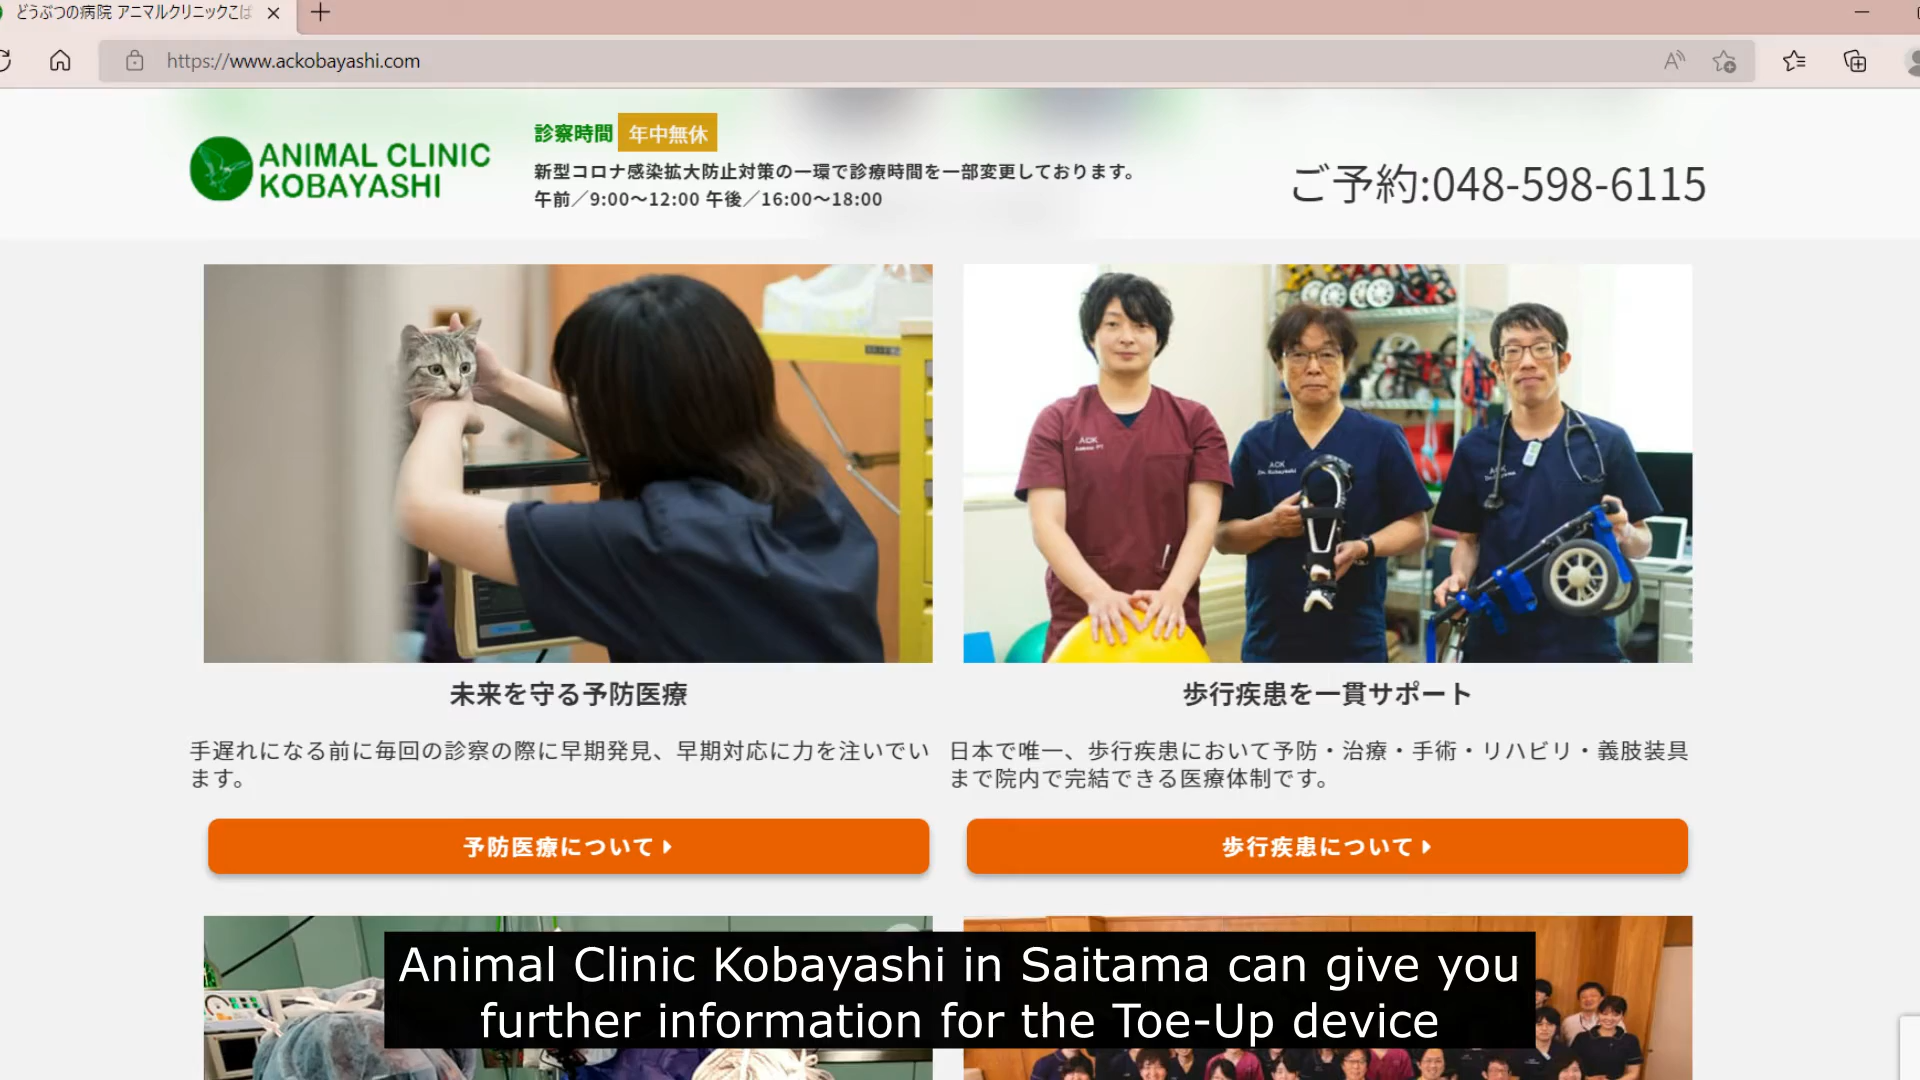 どうぶつの病院 アニマルクリニックこば
https://www.ackobayashi.com
ANIMAL CLINIC
KOBAYASHI
診察時間 年中無休
新型コロナ感染拡大防止対策の一環で診療時間を一部変更しております。
午前／9:00〜12:00 午後／16:00〜18:00
ご予約:048-598-6115
ACK
ACK
Dr. Kobayashi
ACK
未来を守る予防医療
手遅れになる前に毎回の診察の際に早期発見、早期対応に力を注いでい
ます。
予防医療について
歩行疾患を一貫サポート
日本で唯一、歩行疾患において予防・治療・手術・リハビリ・義肢装具
まで院内で完結できる医療体制です。
歩行疾患について
Animal Clinic Kobayashi in Saitama can give you
further information for the Toe-Up device